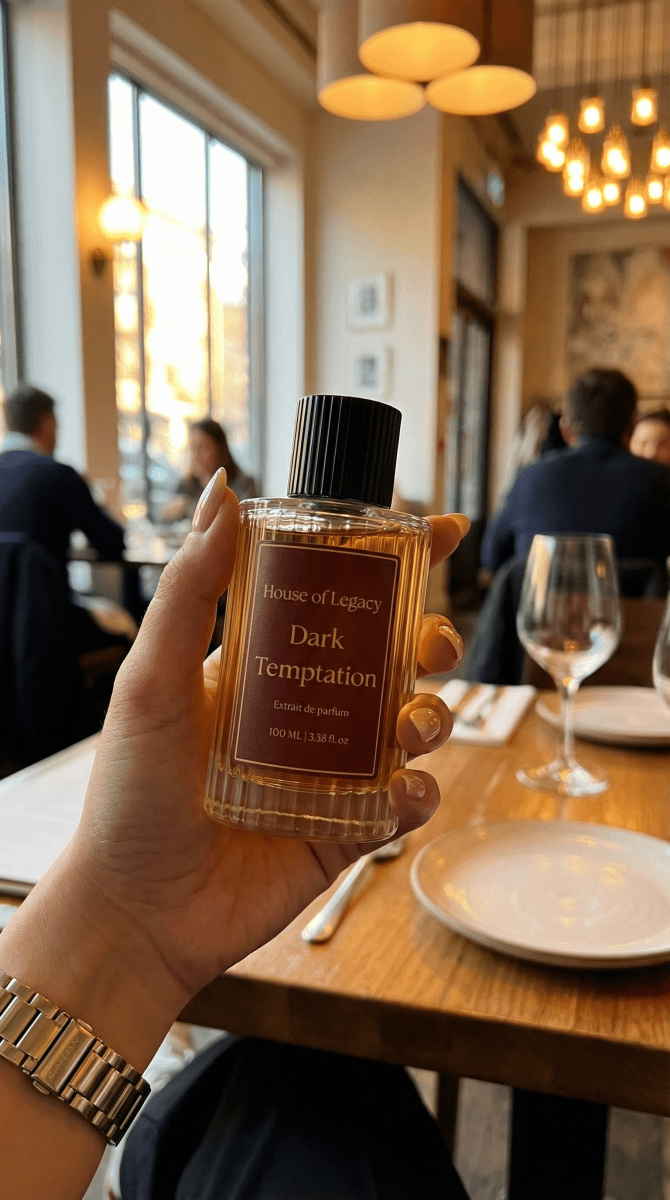 House of Legacy
Dark
Temptation
Extrait de parfum
100 ML | 3.38 fl. oz